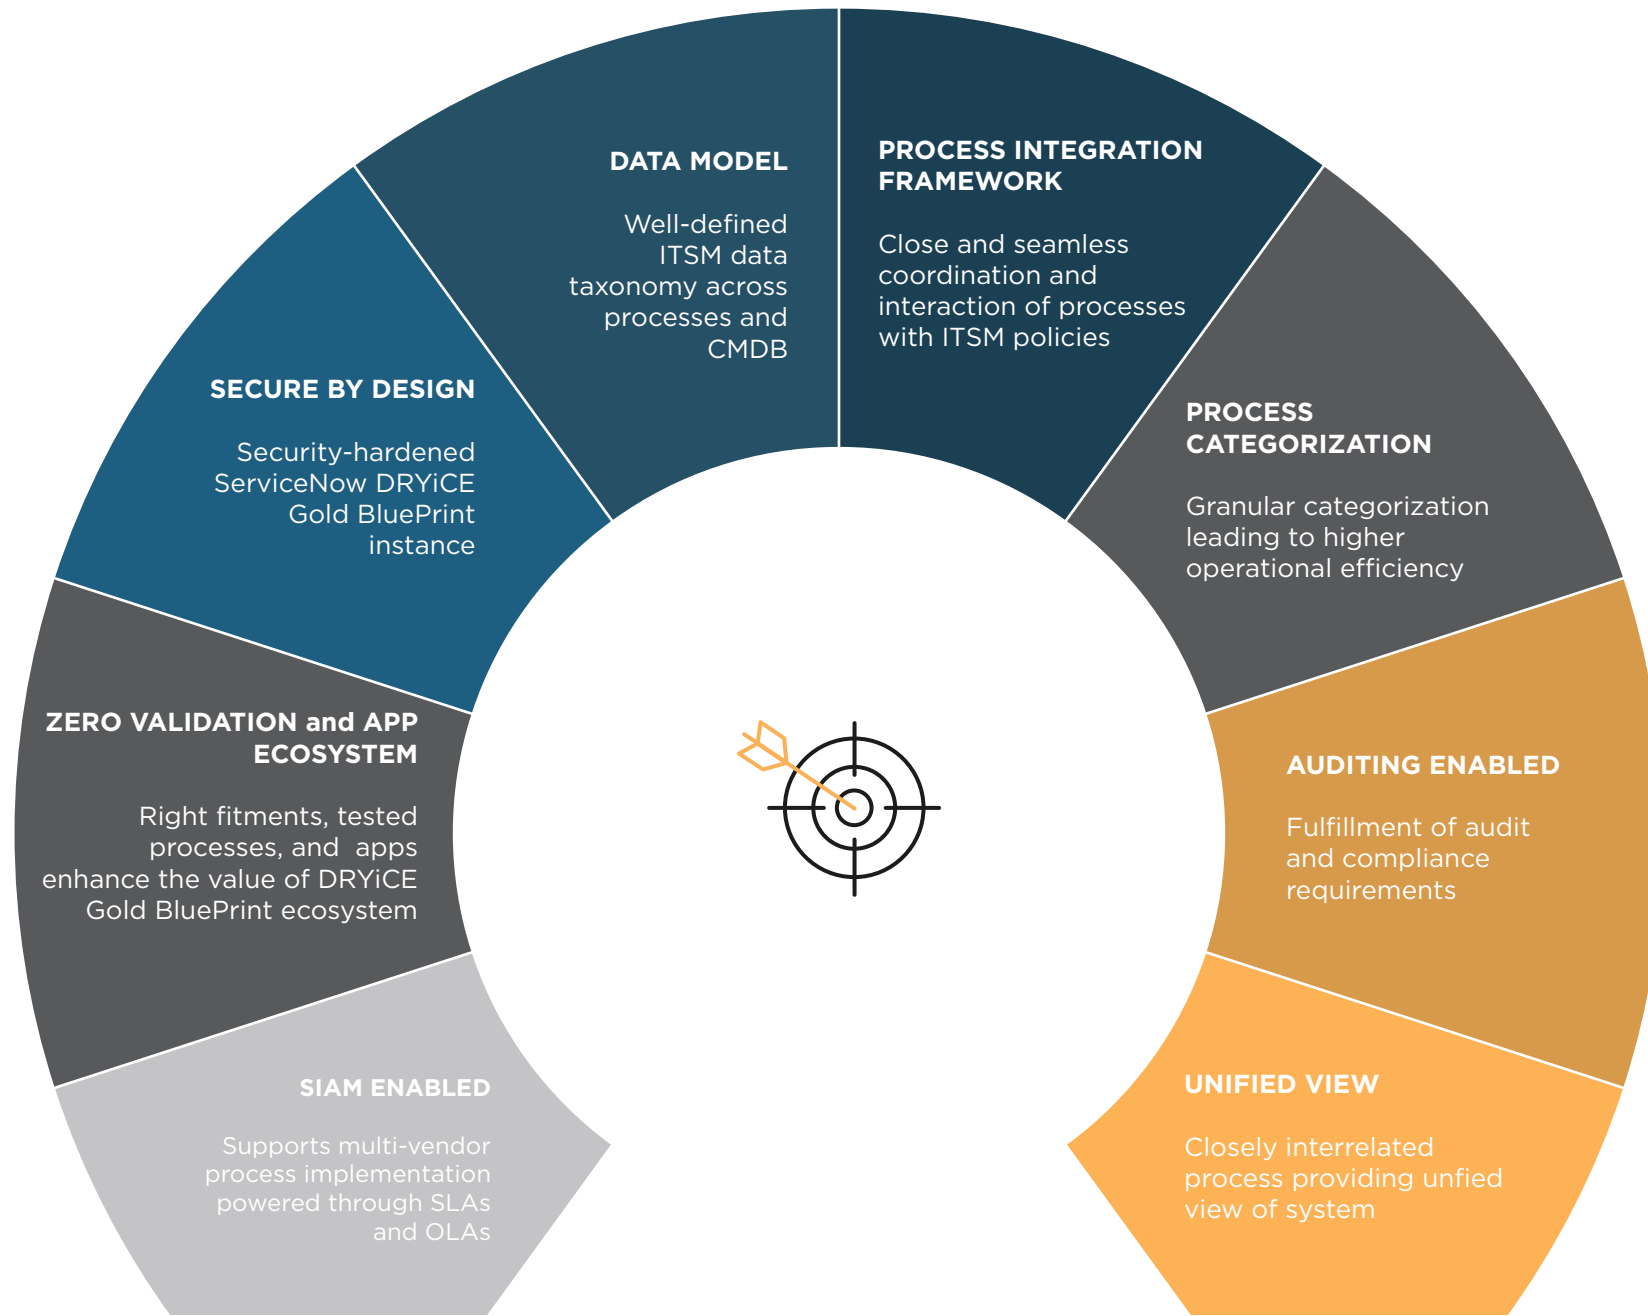 DATA MODEL
Well-defined
ITSM data
taxonomy across
processes and
CMDB
PROCESS INTEGRATION
FRAMEWORK
Close and seamless
coordination and
interaction of processes
with ITSM policies
SECURE BY DESIGN
Security-hardened
ServiceNow DRYiCE
Gold BluePrint
instance
PROCESS
CATEGORIZATION
Granular categorization
leading to higher
operational efficiency
ZERO VALIDATION and APP
ECOSYSTEM
Right fitments, tested
processes, and apps
enhance the value of DRYiCE
Gold BluePrint ecosystem
AUDITING ENABLED
Fulfillment of audit
and compliance
requirements
SIAM ENABLED
Supports multi-vendor
process implementation
powered through SLAs
and OLAs
UNIFIED VIEW
Closely interrelated
process providing unfied
view of system